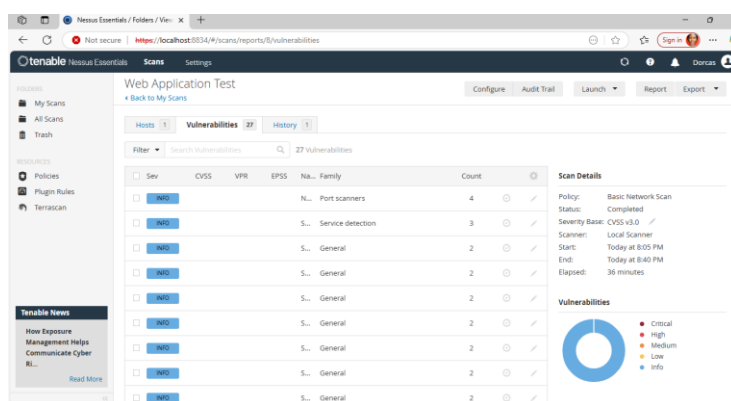 Nessus Essentials / Folders / View
Not secure https://localhost:8834/#/scans/reports/8/vulnerabilities
Sign in
tenable Nessus Essentials Scans Settings Dorcas
FOLDERS
My Scans
All Scans
Trash
RESOURCES
Policies
Plugin Rules
Terrascan
Tenable News
How Exposure
Management Helps
Communicate Cyber
Ri...
Read More
Web Application Test
Back to My Scans
Configure Audit Trail Launch Report Export
Hosts 1 Vulnerabilities 27 History 1
Filter Search Vulnerabilities 27 Vulnerabilities
Sev CVSS VPR EPSS Na... Family Count
INFO N... Port scanners 4
INFO S... Service detection 3
INFO S... General 2
INFO S... General 2
INFO S... General 2
INFO S... General 2
INFO S... General 2
INFO S... General 2
INFO S... General 2
Scan Details
Policy: Basic Network Scan
Status: Completed
Severity Base: CVSS v3.0
Scanner: Local Scanner
Start: Today at 8:05 PM
End: Today at 8:40 PM
Elapsed: 36 minutes
Vulnerabilities
Critical
High
Medium
Low
Info